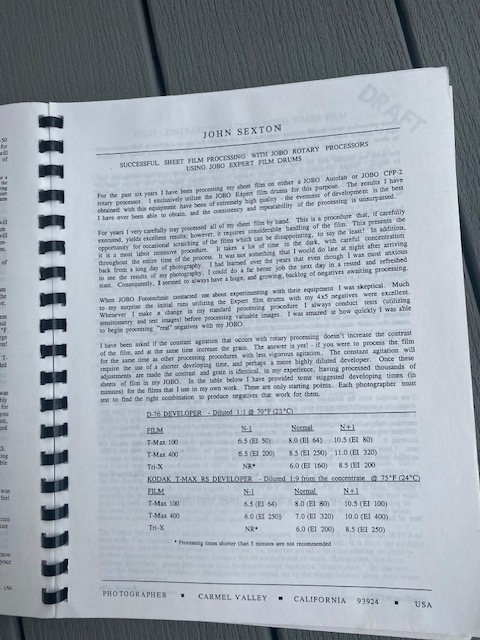 DRAFT
JOHN SEXTON
SUCCESSFUL SHEET FILM PROCESSING WITH JOBO ROTARY PROCESSORS
USING JOBO EXPERT FILM DRUMS
For the past six years I have been processing my sheet film on either a JOBO Autolab or JOBO CPP-2
rotary processor. I exclusively utilize the JOBO Expert film drums for this purpose. The results I have
obtained with this equipment have been of extremely high quality - the evenness of development is the best
I have ever been able to obtain, and the consistency and repeatability of the processing is unsurpassed.
For years I very carefully tray processed all of my sheet film by hand. This is a procedure that, if carefully
executed, yields excellent results; however, it requires considerable handling of the film. This presents the
opportunity for occasional scratching of the films which can be disappointing, to say the least! In addition,
it is a most labor intensive procedure. It takes a lot of time in the dark, with careful concentration
throughout the entire time of the process. It was not something that I would do late at night after arriving
back from a long day of photography. I had learned over the years that even though I was most anxious
to see the results of my photography, I could do a far better job the next day in a rested and refreshed
state. Consequently, I seemed to always have a huge, and growing, backlog of negatives awaiting processing.
When JOBO Fototechnic contacted me about experimenting with their equipment I was skeptical. Much
to my surprise the initial runs utilizing the Expert film drums with my 4x5 negatives were excellent.
Whenever I make a change in my standard processing procedure I always conduct tests (utilizing
sensitometry and test images) before processing valuable images. I was amazed at how quickly I was able
to begin processing "real" negatives with my JOBO.
I have been asked if the constant agitation that occurs with rotary processing doesn't increase the contrast
of the film, and at the same time increase the grain. The answer is yes! - if you were to process the film
for the same time as other processing procedures with less vigorous agitation. The constant agitation will
require the use of a shorter developing time, and perhaps a more highly diluted developer. Once these
adjustments are made the contrast and grain is identical, in my experience, having processed thousands of
sheets of film in my JOBO. In the table below I have provided some suggested developing times (in
minutes) for the films that I use in my own work. These are only starting points. Each photographer must
test to find the right combination to produce negatives that work for them.
D-76 DEVELOPER - Diluted 1:1 @ 70°F (21°C)
FILM N-1 Normal N+1
T-Max 100 6.5 (EI 50) 8.0 (EI 64) 10.5 (EI 80)
T-Max 400 6.5 (EI 200) 8.5 (EI 250) 11.0 (EI 320)
Tri-X NR* 6.0 (EI 160) 8.5 (EI 200
KODAK T-MAX RS DEVELOPER - Diluted 1:9 from the concentrate @ 75°F (24°C)
FILM N-1 Normal N+1
T-Max 100 6.5 (EI 64) 8.0 (EI 80) 10.5 (EI 100)
T-Max 400 6.0 (EI 250) 7.0 (EI 320) 10.0 (EI 400)
Tri-X NR* 6.0 (EI 200) 8.5 (EI 250)
* Processing times shorter than 5 minutes are not recommended
PHOTOGRAPHER ▪ CARMEL VALLEY ▪ CALIFORNIA 93924 ▪ USA